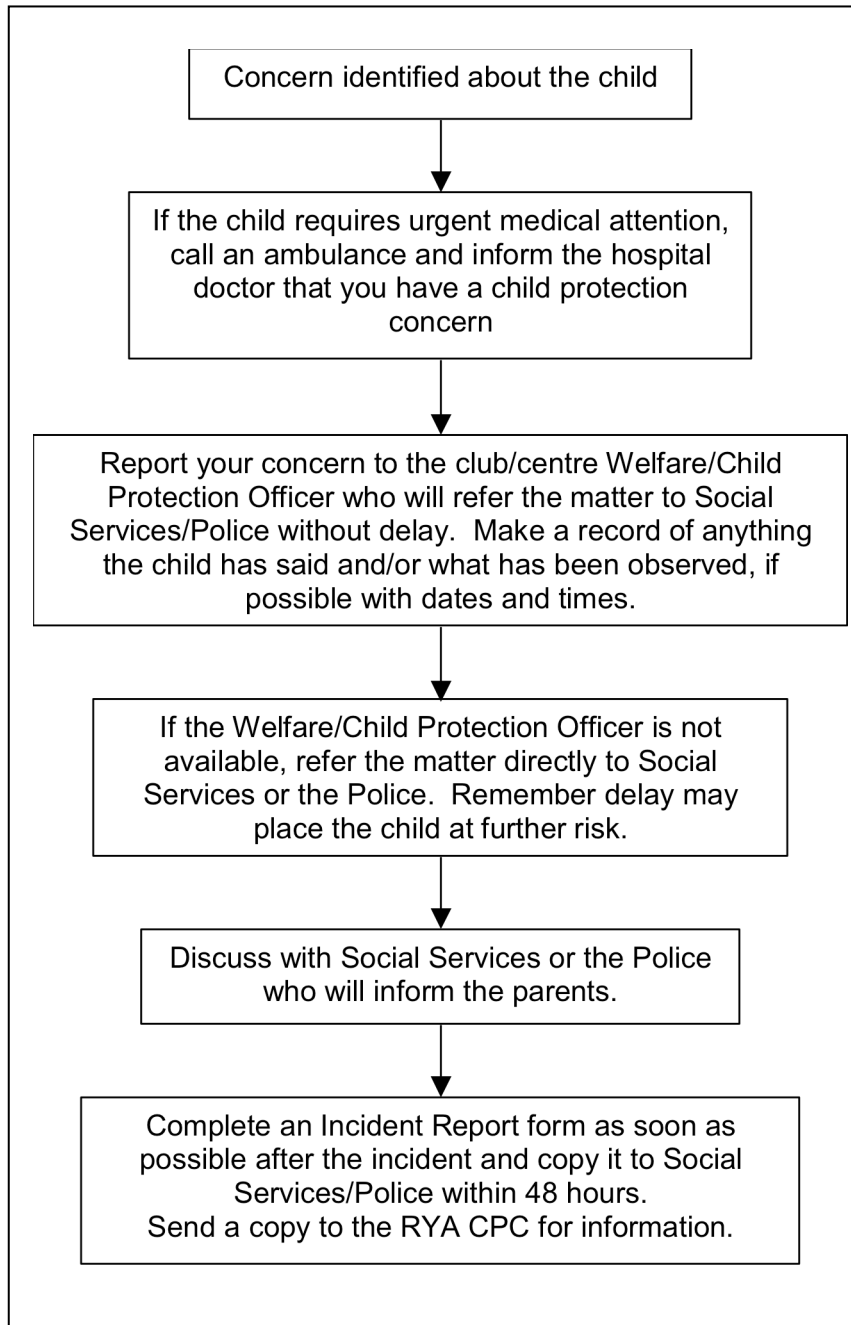 Concern identified about the child
If the child requires urgent medical attention,
call an ambulance and inform the hospital
doctor that you have a child protection
concern
Report your concern to the club/centre Welfare/Child
Protection Officer who will refer the matter to Social
Services/Police without delay.  Make a record of anything
the child has said and/or what has been observed, if
possible with dates and times.
If the Welfare/Child Protection Officer is not
available, refer the matter directly to Social
Services or the Police.  Remember delay may
place the child at further risk.
Discuss with Social Services or the Police
who will inform the parents.
Complete an Incident Report form as soon as
possible after the incident and copy it to Social
Services/Police within 48 hours.
Send a copy to the RYA CPC for information.